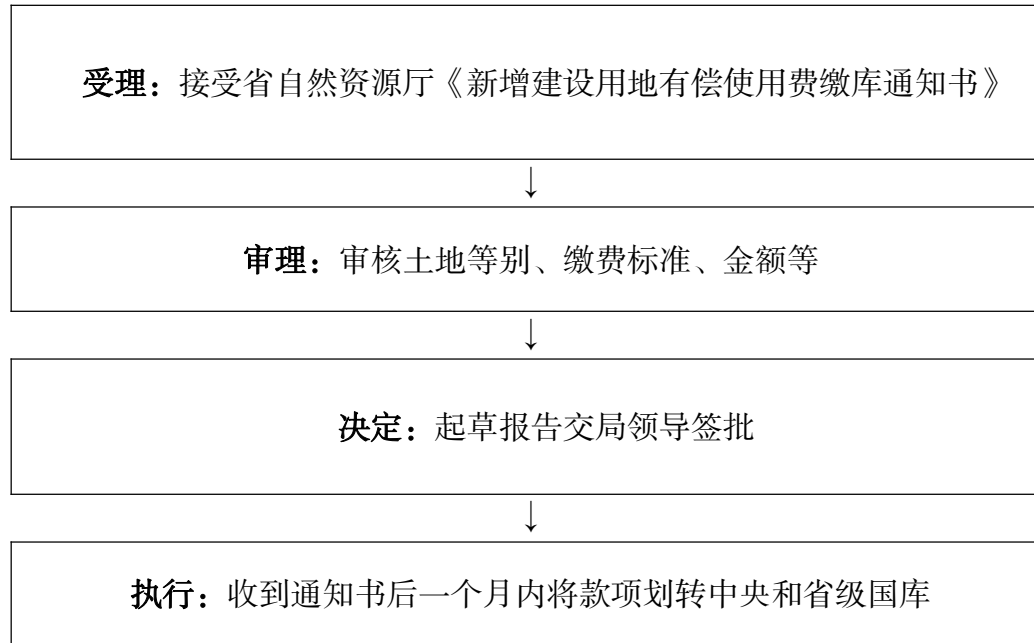 受理：接受省自然资源厅《新增建设用地有偿使用费缴库通知书》
↓
审理：审核土地等别、缴费标准、金额等
↓
决定：起草报告交局领导签批
↓
执行：收到通知书后一个月内将款项划转中央和省级国库